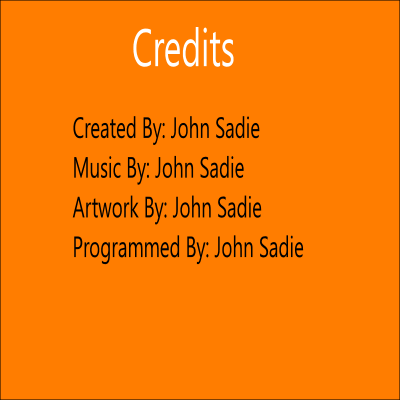 Credits
Created By: John Sadie
Music By: John Sadie
Artwork By: John Sadie
Programmed By: John Sadie